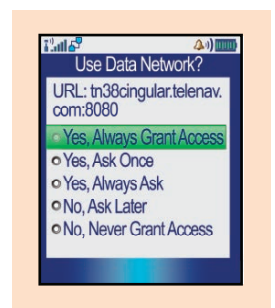 Use Data Network?
URL: tn38cingular.telenav.
com:8080
Yes, Always Grant Access
Yes, Ask Once
Yes, Always Ask
No, Ask Later
No, Never Grant Access